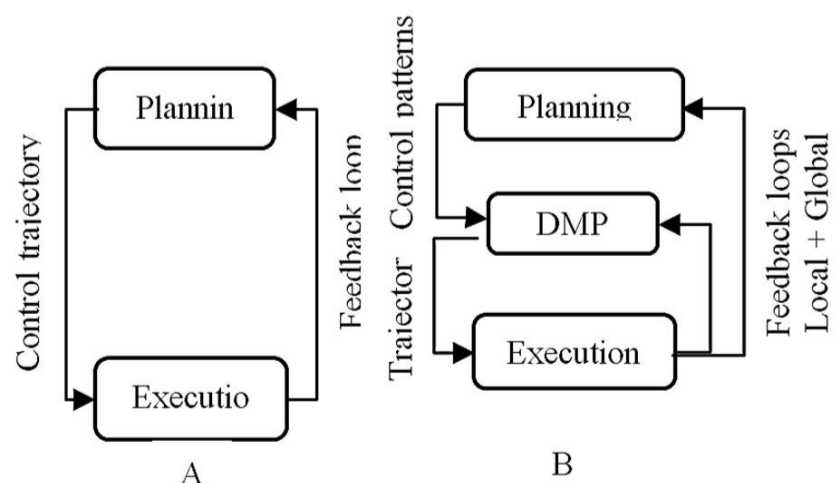 Plannin
Control trajectory
Feedback loop
Executio
A
Control patterns
Planning
DMP
Trajector
Execution
Feedback loops
Local + Global
B